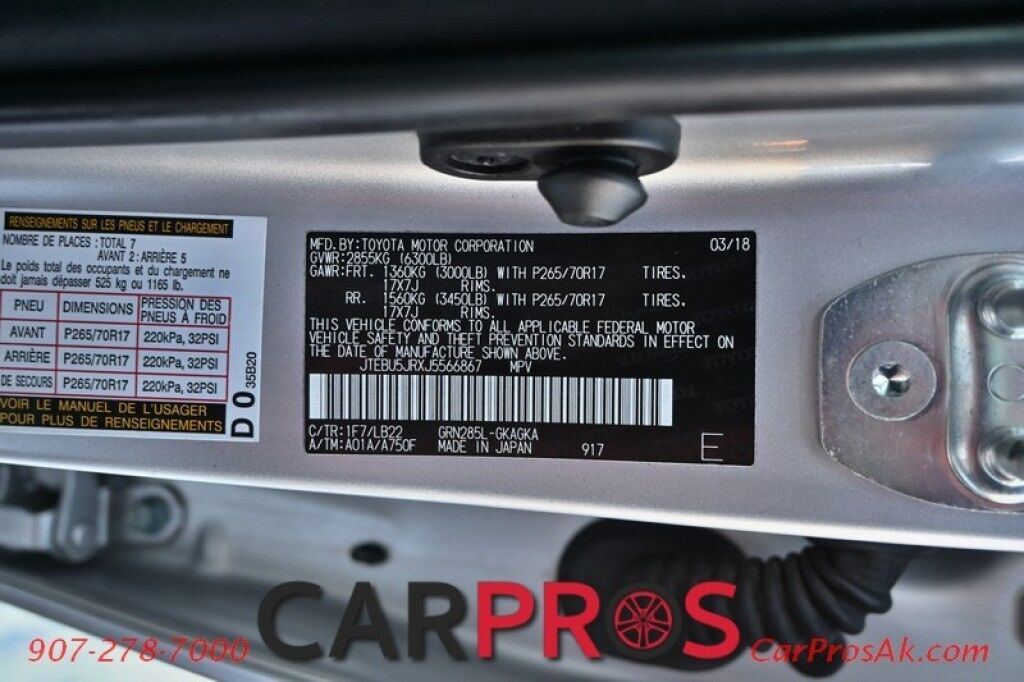 RENSEIGNEMENTS SUR LES PNEUS ET LE CHARGEMENT
NOMBRE DE PLACES: TOTAL 7
AVANT 2: ARRIÈRE 5
Le poids total des occupants et du chargement ne
doit jamais dépasser 525 kg ou 1165 lb.
PNEU DIMENSIONS PRESSION DES PNEUS À FROID
AVANT P265/70R17 220kPa, 32PSI
ARRIÈRE P265/70R17 220kPa, 32PSI
DE SECOURS P265/70R17 220kPa, 32PSI
VOIR LE MANUEL DE L'USAGER
POUR PLUS DE RENSEIGNEMENTS
D 0 35B20
MFD.BY:TOYOTA MOTOR CORPORATION 03/18
GVWR:2855KG (6300LB)
GAWR:FRT. 1360KG (3000LB) WITH P265/70R17 TIRES.
17X7J RIMS.
RR. 1560KG (3450LB) WITH P265/70R17 TIRES.
17X7J RIMS.
THIS VEHICLE CONFORMS TO ALL APPLICABLE FEDERAL MOTOR
VEHICLE SAFETY AND THEFT PREVENTION STANDARDS IN EFFECT ON
THE DATE OF MANUFACTURE SHOWN ABOVE.
JTEBU5JRXJ5566867 MPV
C/TR:1F7/LB22 GRN285L-GKAGKA
A/TM:A01A/A750F MADE IN JAPAN 917 E
CARPROS
907-278-7000
CarProsAk.com